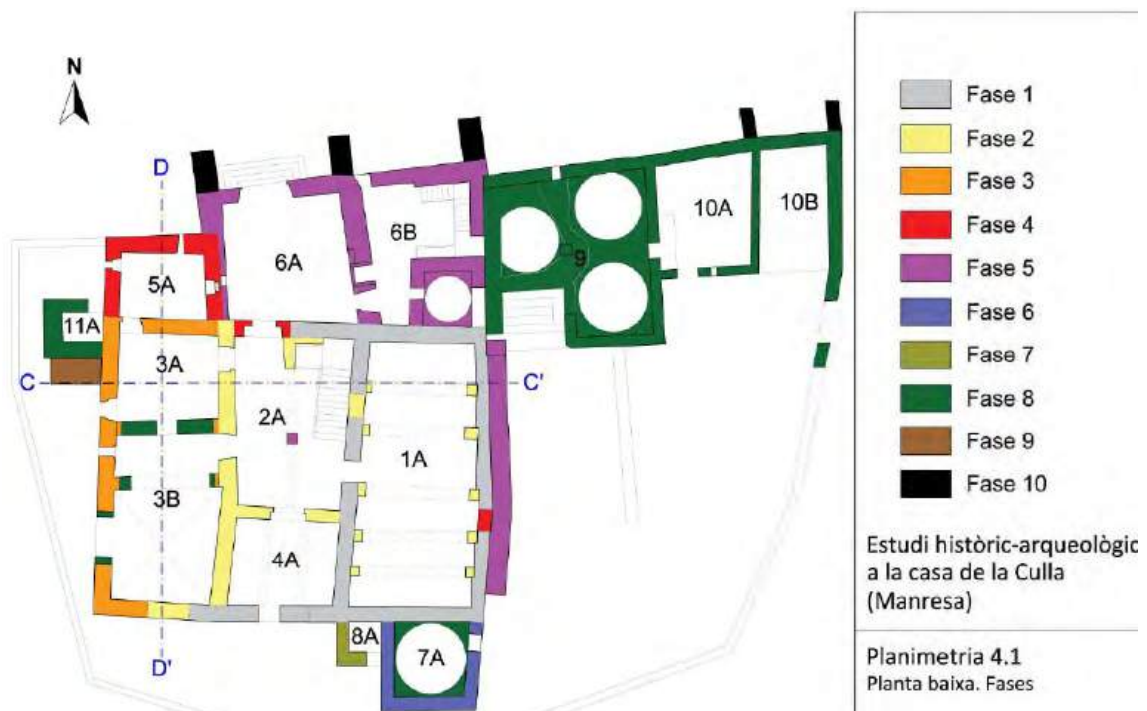 N
D
6A
6B
10A
10B
9
5A
11A
3A
C
C'
2A
1A
3B
4A
8A
7A
D'
Fase 1
Fase 2
Fase 3
Fase 4
Fase 5
Fase 6
Fase 7
Fase 8
Fase 9
Fase 10
Estudi històric-arqueològic
a la casa de la Culla
(Manresa)
Planimetria 4.1
Planta baixa. Fases